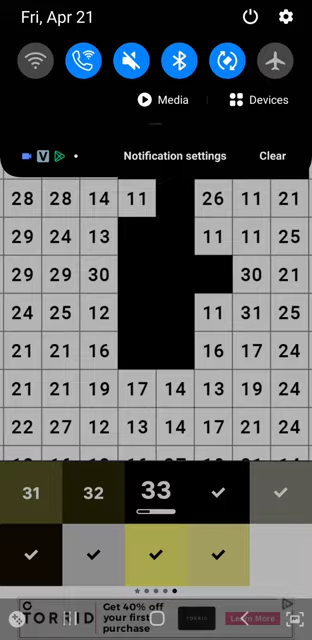 Fri, Apr 21
Media
Devices
V
Notification settings
Clear
28 28 14 11 26 11 21
29 24 13 11 11 25
29 29 30 30 21
24 25 12 11 31 25
21 21 16 16 17 24
21 21 19 17 14 13 19 24
22 27 12 13 14 17 21 24
31 32 33
TORRID
Get 40% off
your first
purchase
TORRID
Learn More